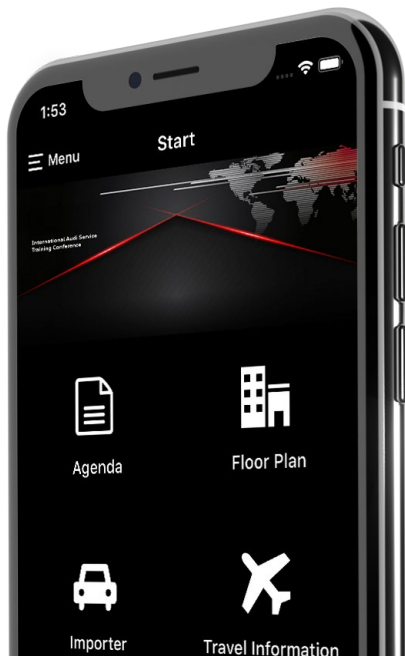 1:53
Menu
Start
International Audi Service
Training Conference
Agenda
Floor Plan
Importer
Travel Information